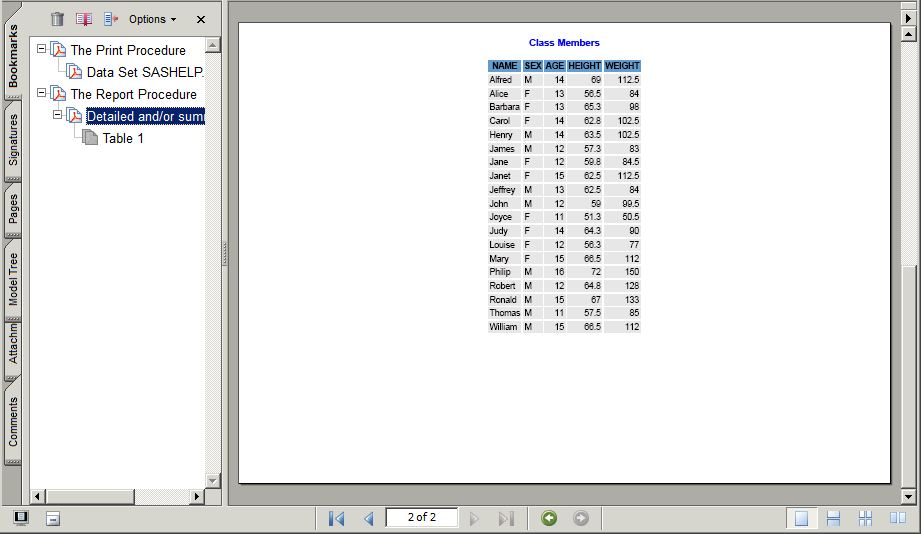 Options
The Print Procedure
Data Set SASHELP.
The Report Procedure
Detailed and/or sum
Table 1
Bookmarks
Signatures
Pages
Model Tree
Attachm
Comments
Class Members
NAME SEX AGE HEIGHT WEIGHT
Alfred M 14 69 112.5
Alice F 13 56.5 84
Barbara F 13 65.3 98
Carol F 14 62.8 102.5
Henry M 14 63.5 102.5
James M 12 57.3 83
Jane F 12 59.8 84.5
Janet F 15 62.5 112.5
Jeffrey M 13 62.5 84
John M 12 59 99.5
Joyce F 11 51.3 50.5
Judy F 14 64.3 90
Louise F 12 56.3 77
Mary F 15 66.5 112
Philip M 16 72 150
Robert M 12 64.8 128
Ronald M 15 67 133
Thomas M 11 57.5 85
William M 15 66.5 112
2 of 2